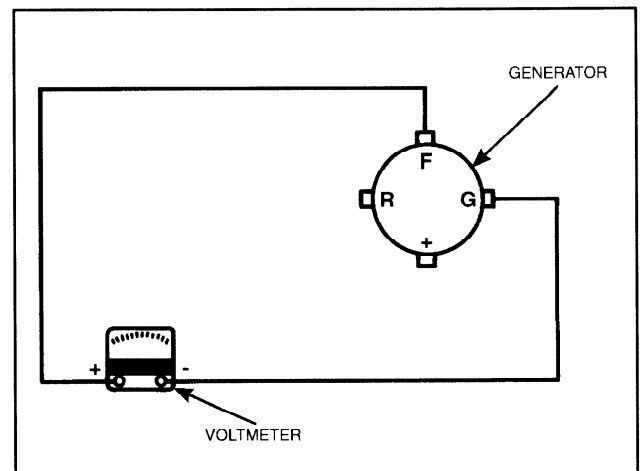 GENERATOR
F
R G
+
+ -
VOLTMETER